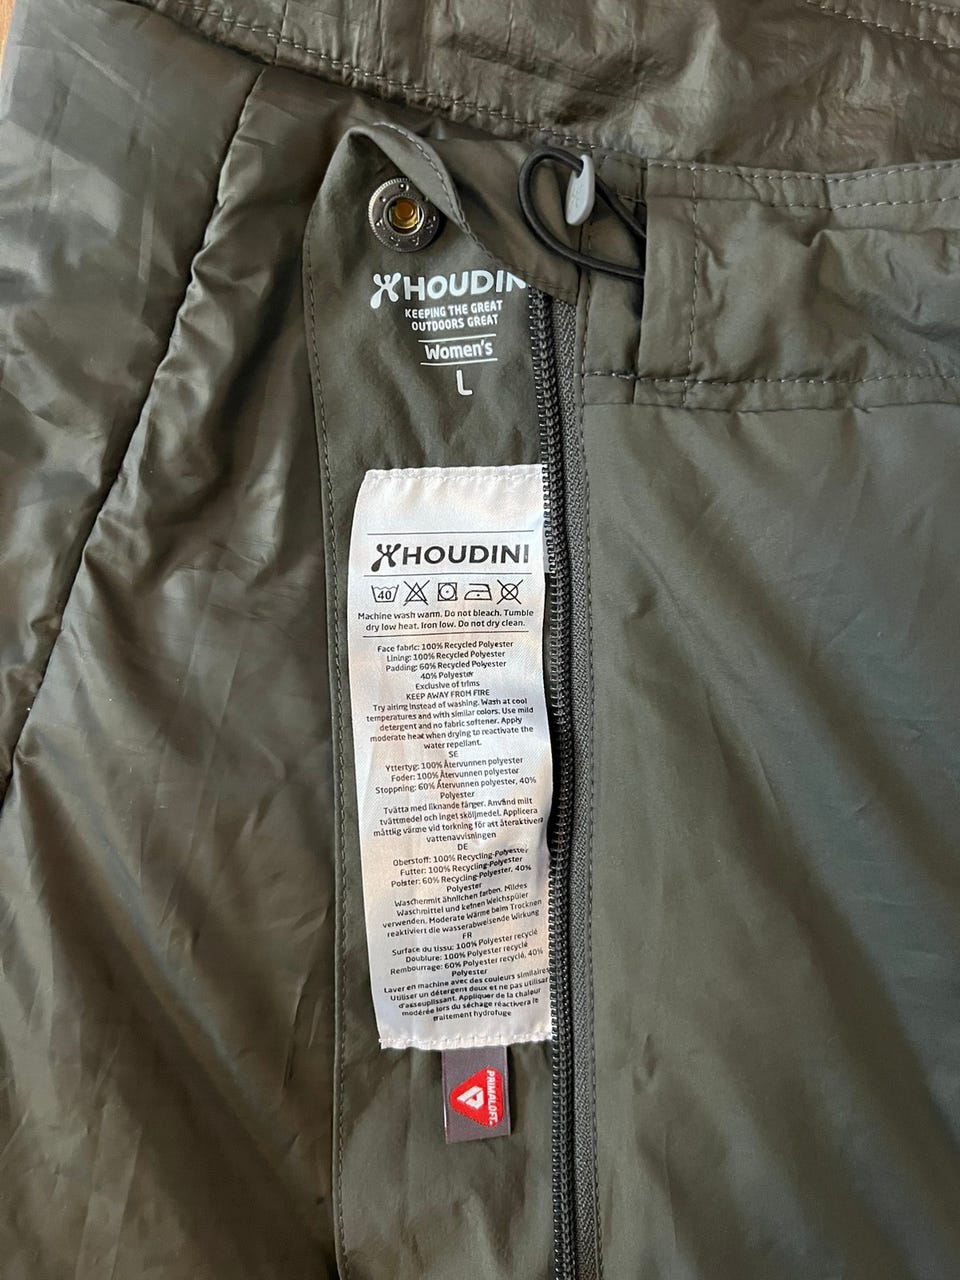 HOUDIN
KEEPING THE GREAT
OUTDOORS GREAT
Women's
L
HOUDINI
40
Machine wash warm. Do not bleach. Tumble
dry low heat. Iron low. Do not dry clean.
Face fabric: 100% Recycled Polyester
Lining: 100% Recycled Polyester
Padding: 60% Recycled Polyester
40% Polyester
Exclusive of trims
KEEP AWAY FROM FIRE
Try airing instead of washing. Wash at cool
temperatures and with similar colors. Use mild
detergent and no fabric softener. Apply
moderate heat when drying to reactivate the
water repellant.
SE
Yttertyg: 100% Återvunnen polyester
Foder: 100% Återvunnen polyester
Stoppning: 60% Återvunnen polyester, 40%
Polyester
Tvätta med liknande färger. Använd milt
tvättmedel och inget sköljmedel. Applicera
måttlig värme vid torkning för att återaktivera
vattenavvisningen
DE
Oberstoff: 100% Recycling-Polyester
Futter: 100% Recycling-Polyester
Polster: 60% Recycling-Polyester, 40%
Polyester
Waschen mit ähnlichen farben. Mildes
Waschmittel und keinen Weichspüler
verwenden. Moderate Wärme beim Trocknen
reaktiviert die wasserabweisende Wirkung
FR
Surface du tissu: 100% Polyester recyclé
Doublure: 100% Polyester recyclé
Rembourrage: 60% Polyester recyclé, 40%
Polyester
Laver en machine avec des couleurs similaires
Utiliser un détergent doux et ne pas utiliser
d'assouplissant. Appliquer de la chaleur
modérée lors du séchage réactivera le
traitement hydrofuge
PRIMALOFT